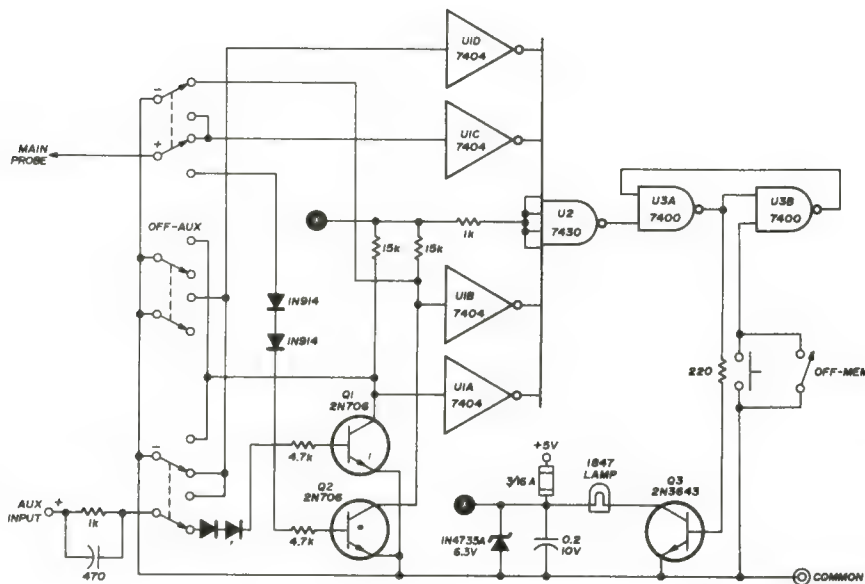 U1D
7404
−
U1C
7404
MAIN
PROBE
+
U2
7430
U3A
7400
U3B
7400
1k
15k
15k
OFF-AUX
1N914
1N914
U1B
7404
220
OFF-MEM
Q1
2N706
U1A
7404
4.7k
+5V
3/16A
1847
LAMP
Q3
2N3643
−
Q2
2N706
AUX
INPUT
+
1k
4.7k
1N4735A
6.3V
0.2
10V
470
COMMON